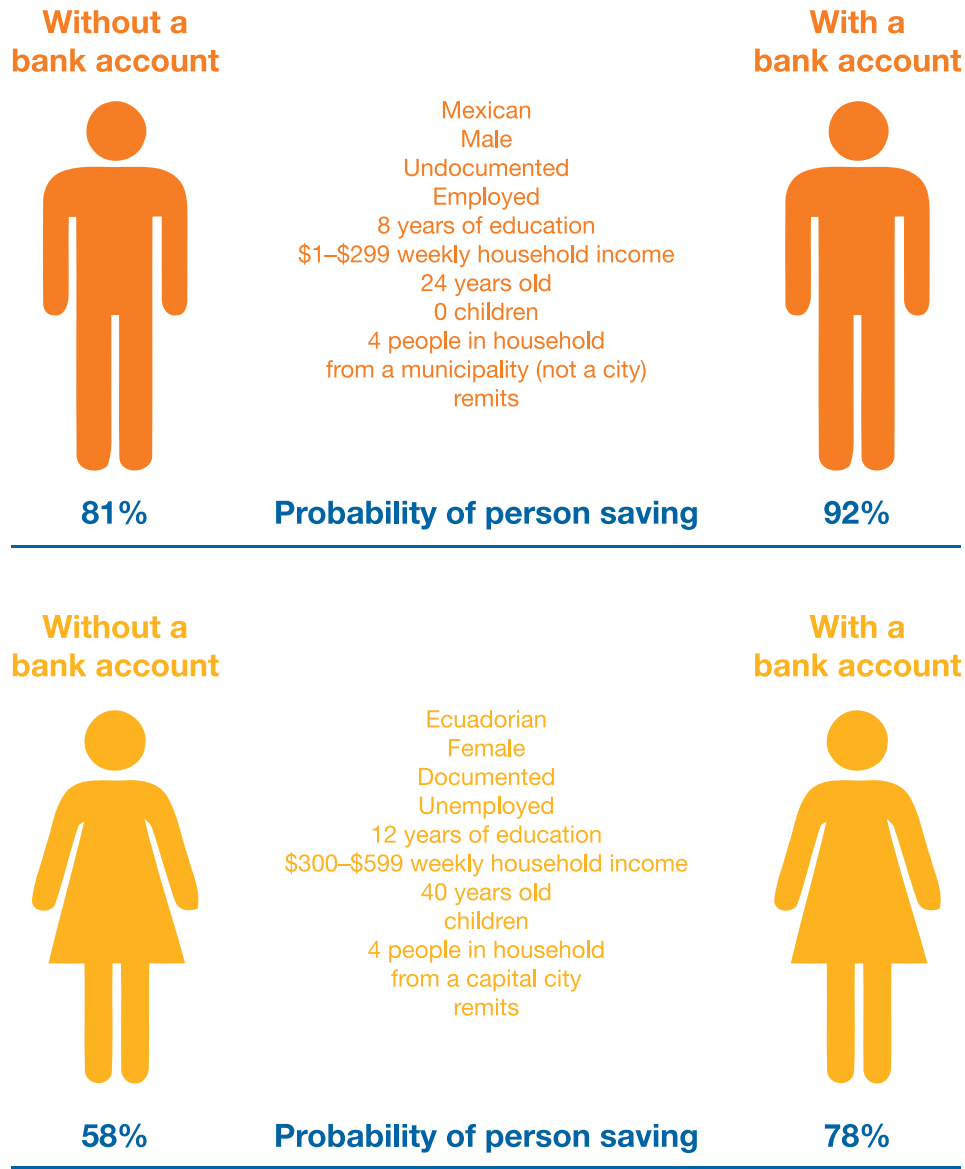 Without a
bank account
With a
bank account
Mexican
Male
Undocumented
Employed
8 years of education
$1–$299 weekly household income
24 years old
0 children
4 people in household
from a municipality (not a city)
remits
81%
Probability of person saving
92%
Without a
bank account
With a
bank account
Ecuadorian
Female
Documented
Unemployed
12 years of education
$300–$599 weekly household income
40 years old
children
4 people in household
from a capital city
remits
58%
Probability of person saving
78%